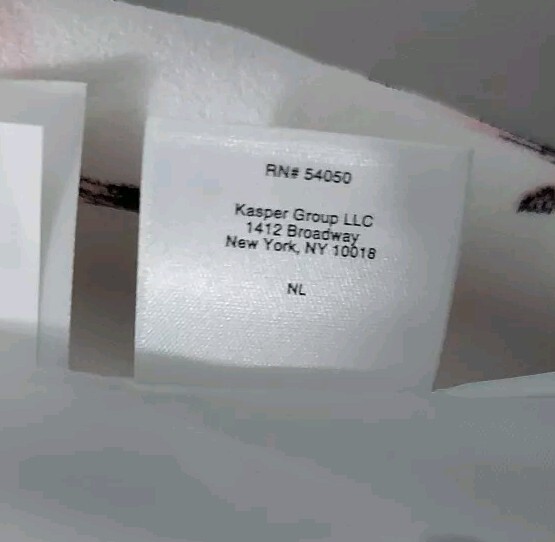 RN# 54050
Kasper Group LLC
1412 Broadway
New York, NY 10018
NL